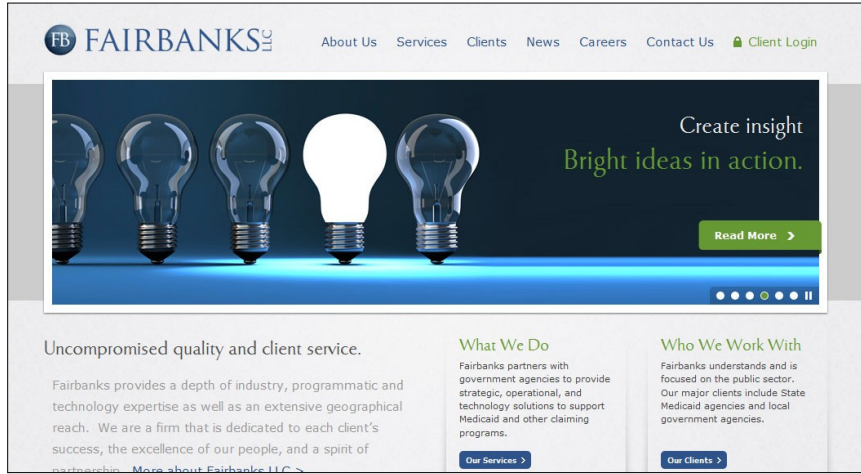 FB FAIRBANKS LLC
About Us Services Clients News Careers Contact Us Client Login
Create insight
Bright ideas in action.
Read More >
Uncompromised quality and client service.
Fairbanks provides a depth of industry, programmatic and
technology expertise as well as an extensive geographical
reach. We are a firm that is dedicated to each client's
success, the excellence of our people, and a spirit of
partnership. More about Fairbanks LLC >
What We Do
Fairbanks partners with
government agencies to provide
strategic, operational, and
technology solutions to support
Medicaid and other claiming
programs.
Our Services >
Who We Work With
Fairbanks understands and is
focused on the public sector.
Our major clients include State
Medicaid agencies and local
government agencies.
Our Clients >